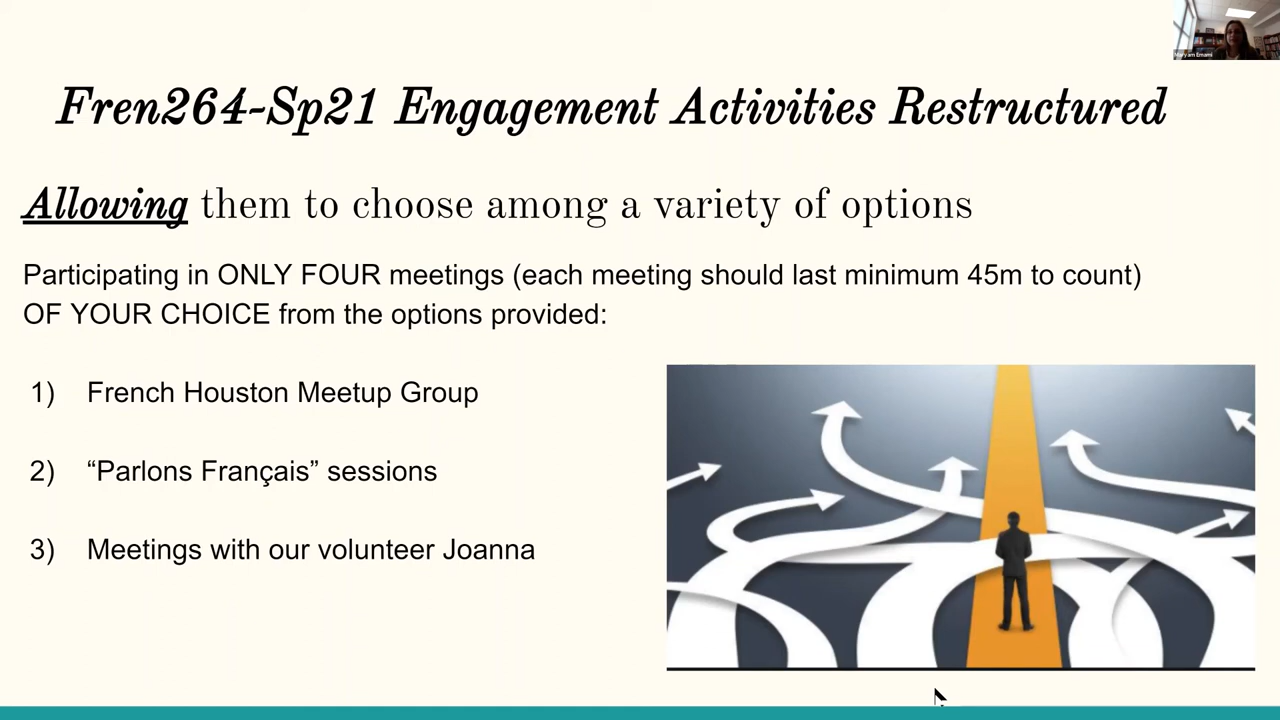 Maryam Emami
Fren264-Sp21 Engagement Activities Restructured
Allowing them to choose among a variety of options
Participating in ONLY FOUR meetings (each meeting should last minimum 45m to count)
OF YOUR CHOICE from the options provided:
1) French Houston Meetup Group
2) “Parlons Français” sessions
3) Meetings with our volunteer Joanna